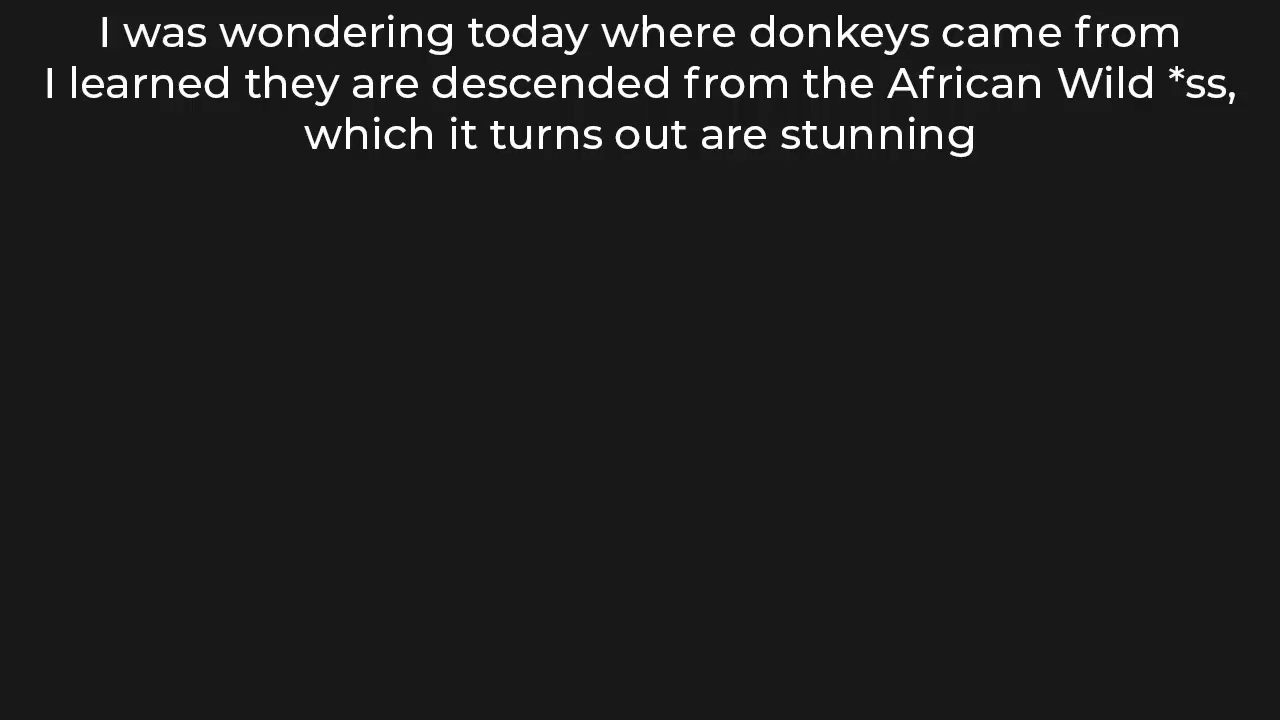 I was wondering today where donkeys came from
I learned they are descended from the African Wild *ss,
which it turns out are stunning